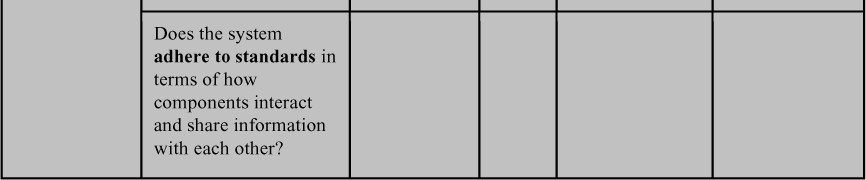 Does the system
adhere to standards in
terms of how
components interact
and share information
with each other?